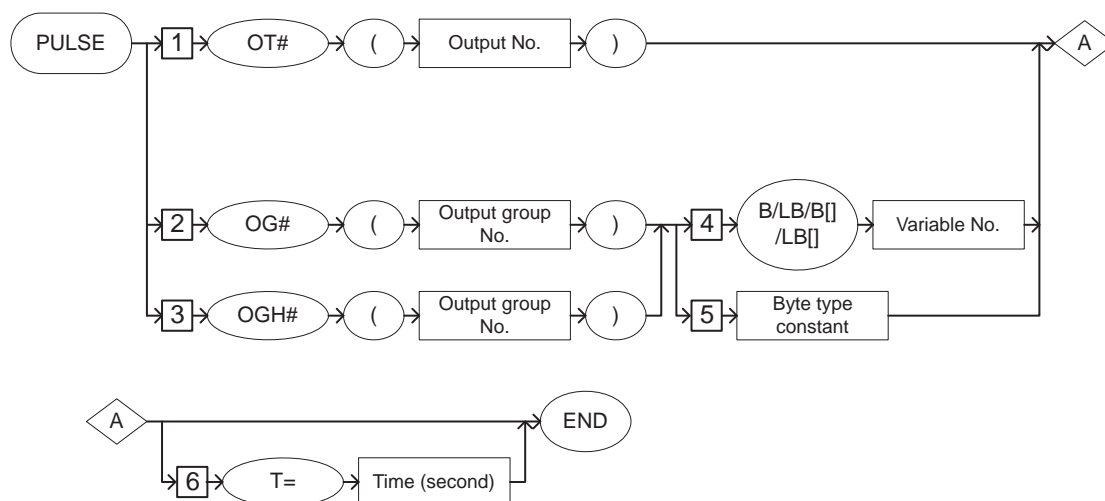 PULSE
1
OT#
(
Output No.
)
A
2
OG#
(
Output group
No.
)
4
B/LB/B[]
/LB[]
Variable No.
3
OGH#
(
Output group
No.
)
5
Byte type
constant
A
END
6
T=
Time (second)